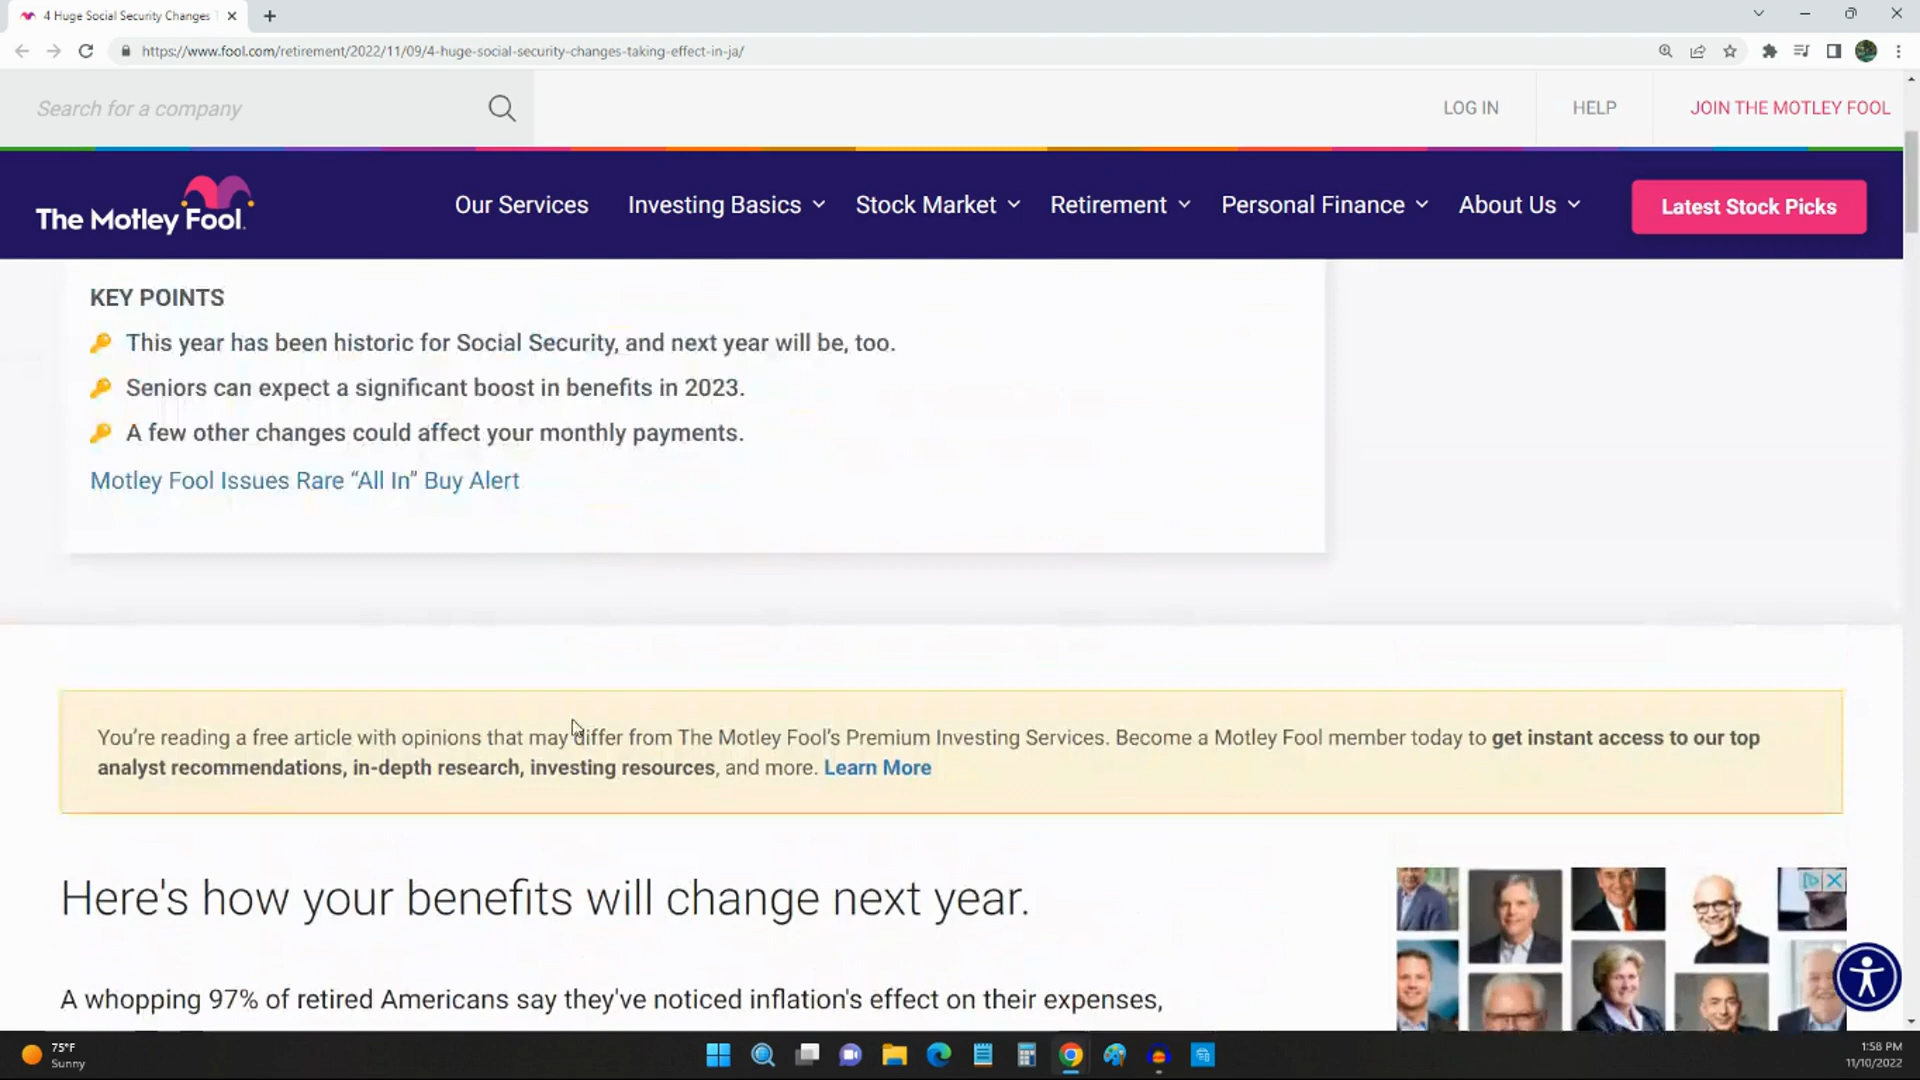 4 Huge Social Security Changes
https://www.fool.com/retirement/2022/11/09/4-huge-social-security-changes-taking-effect-in-ja/
Search for a company
LOG IN
HELP
JOIN THE MOTLEY FOOL
The Motley Fool.
Our Services
Investing Basics
Stock Market
Retirement
Personal Finance
About Us
Latest Stock Picks
KEY POINTS
This year has been historic for Social Security, and next year will be, too.
Seniors can expect a significant boost in benefits in 2023.
A few other changes could affect your monthly payments.
Motley Fool Issues Rare “All In” Buy Alert
You’re reading a free article with opinions that may differ from The Motley Fool’s Premium Investing Services. Become a Motley Fool member today to get instant access to our top
analyst recommendations, in-depth research, investing resources, and more. Learn More
Here's how your benefits will change next year.
A whopping 97% of retired Americans say they've noticed inflation's effect on their expenses,
75°F
Sunny
1:58 PM
11/10/2022